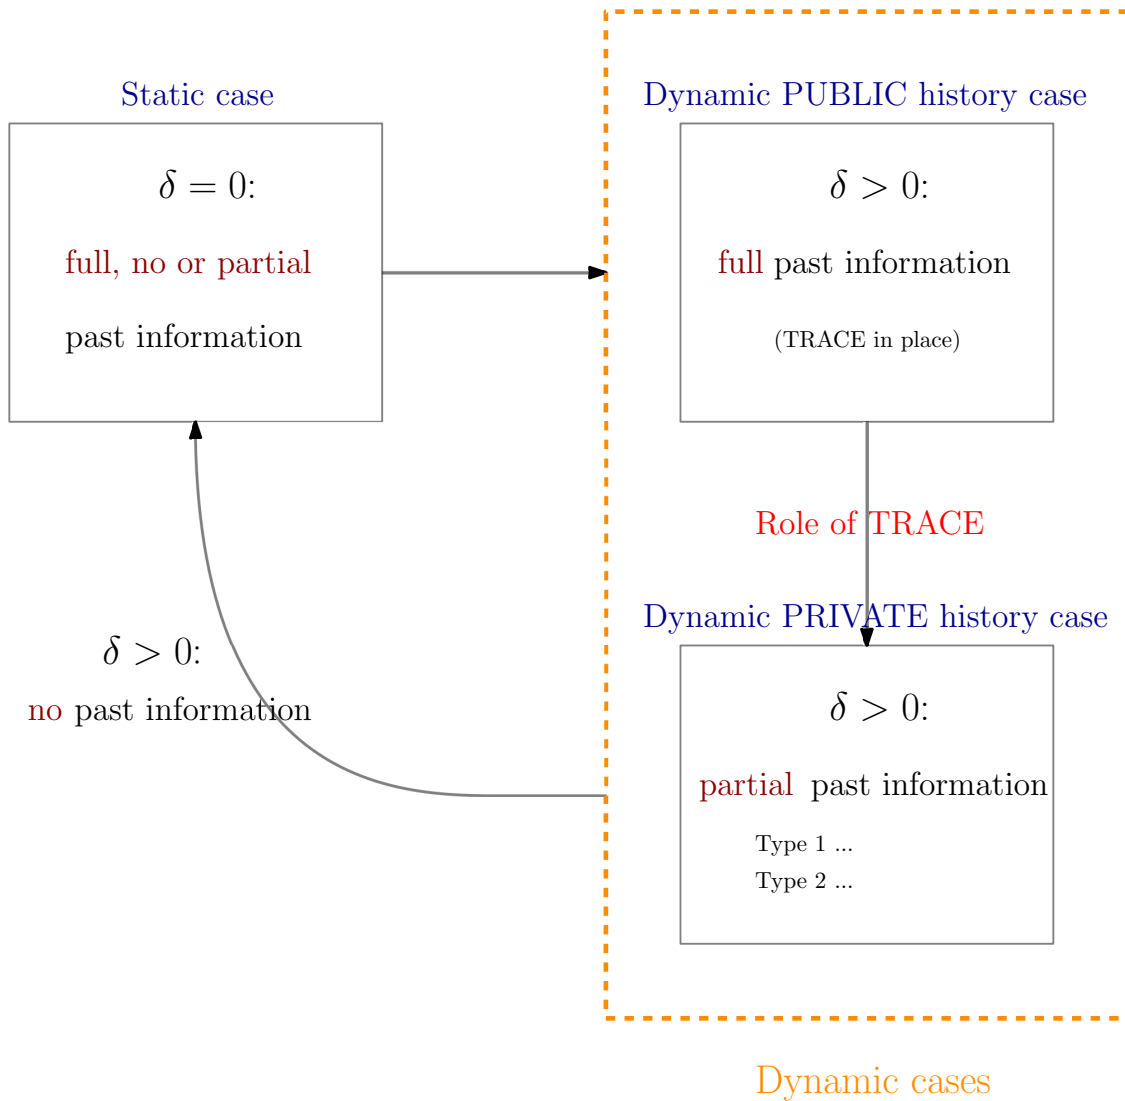 Static case
δ = 0:
full, no or partial
past information
Dynamic PUBLIC history case
δ > 0:
full past information
(TRACE in place)
Role of TRACE
δ > 0:
no past information
Dynamic PRIVATE history case
δ > 0:
partial past information
Type 1 ...
Type 2 ...
Dynamic cases